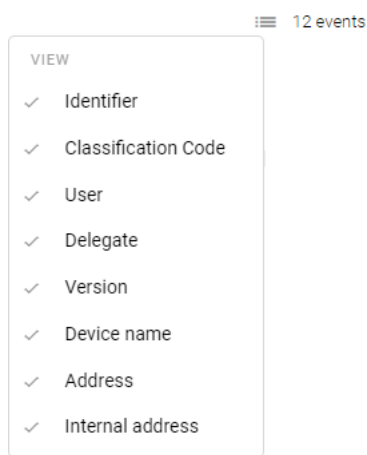 12 events
VIEW
Identifier
Classification Code
User
Delegate
Version
Device name
Address
Internal address